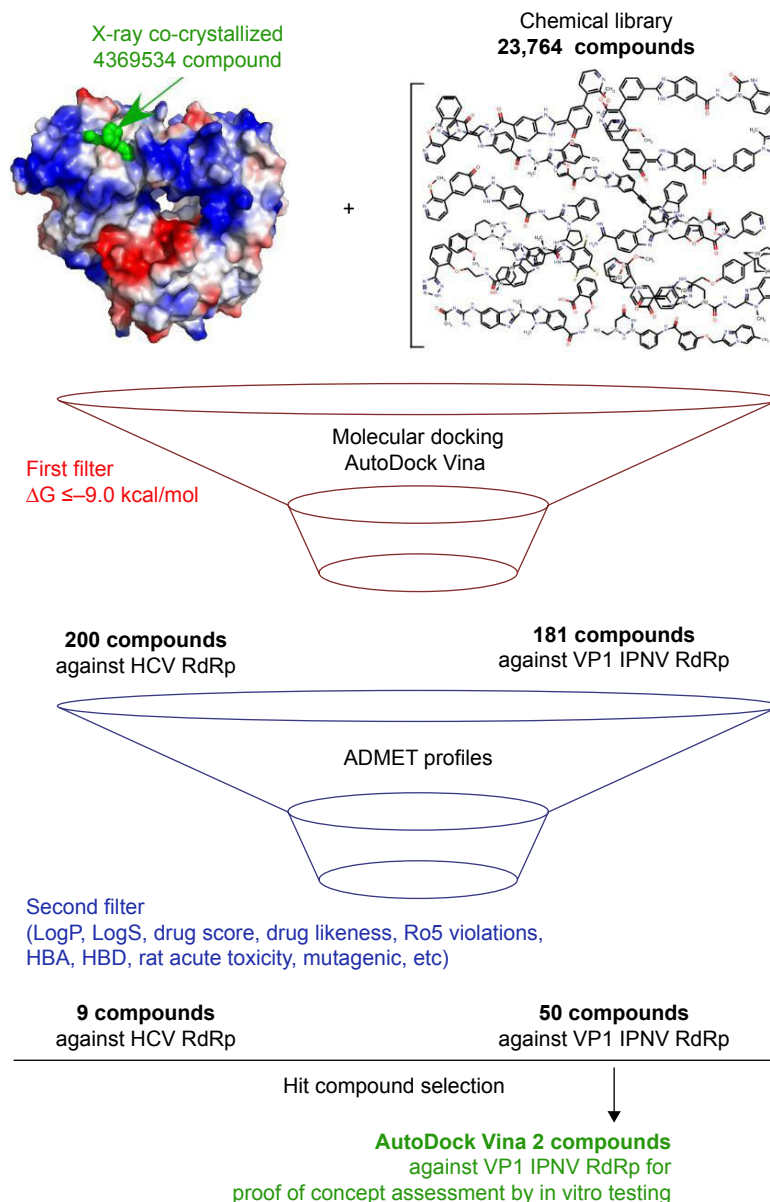 X-ray co-crystallized
4369534 compound
Chemical library
23,764 compounds
+
Molecular docking
AutoDock Vina
First filter
∆G ≤–9.0 kcal/mol
200 compounds
against HCV RdRp
181 compounds
against VP1 IPNV RdRp
ADMET profiles
Second filter
(LogP, LogS, drug score, drug likeness, Ro5 violations,
HBA, HBD, rat acute toxicity, mutagenic, etc)
9 compounds
against HCV RdRp
50 compounds
against VP1 IPNV RdRp
Hit compound selection
AutoDock Vina 2 compounds
against VP1 IPNV RdRp for
proof of concept assessment by in vitro testing